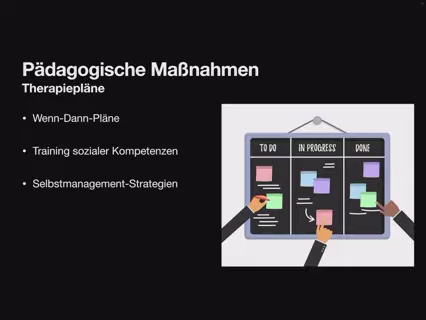 Pädagogische Maßnahmen
Therapiepläne
• Wenn-Dann-Pläne
• Training sozialer Kompetenzen
• Selbstmanagement-Strategien
TO DO
IN PROGRESS
DONE